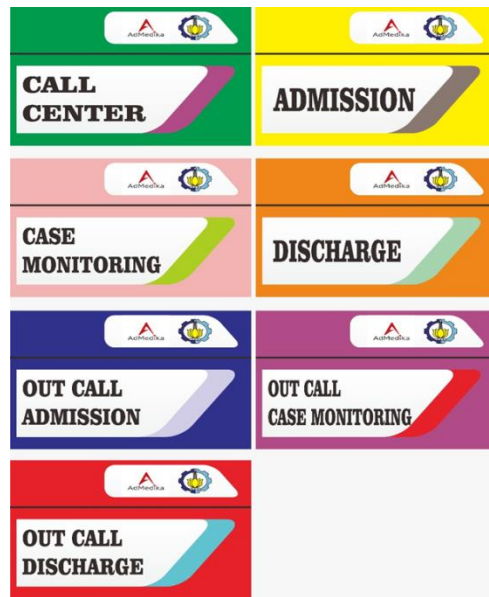 AdMedika
CALL
CENTER
AdMedika
ADMISSION
AdMedika
CASE
MONITORING
AdMedika
DISCHARGE
AdMedika
OUT CALL
ADMISSION
AdMedika
OUT CALL
CASE MONITORING
AdMedika
OUT CALL
DISCHARGE